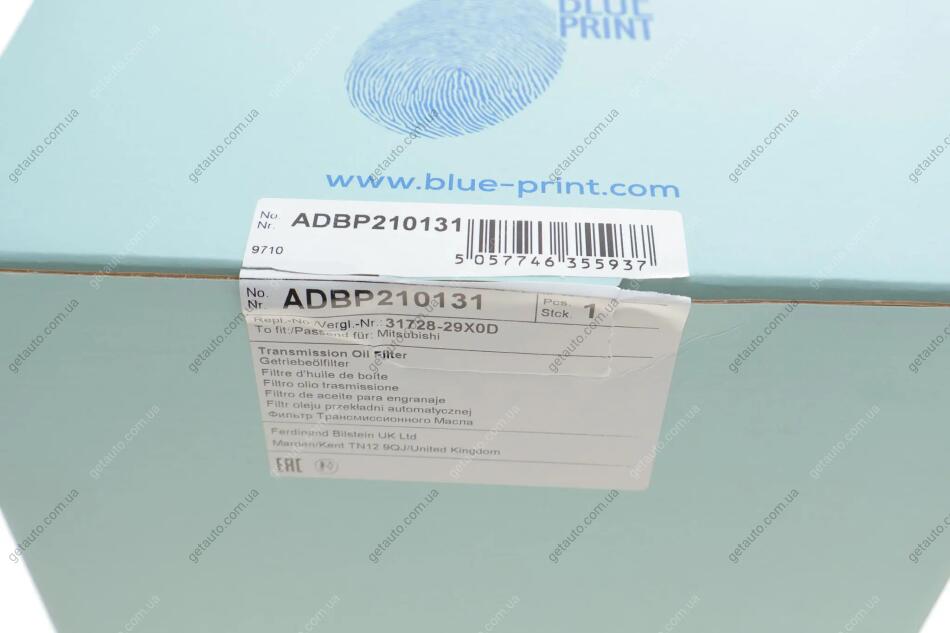 BLUE
PRINT
www.blue-print.com
No.
Nr. ADBP210131
9710
5 057746 355937
No.
Nr. ADBP210131
Pcs.
Stck. 1
Repl.-No./Vergl.-Nr.: 31728-29X0D
To fit:/Passend für: Mitsubishi
Transmission Oil Filter
Getriebeölfilter
Filtre d'huile de boîte
Filtro olio trasmissione
Filtro de aceite para engranaje
Filtr oleju przekładni automatycznej
Фильтр Трансмиссионного Масла
Ferdinand Bilstein UK Ltd
Marden/Kent TN12 9QJ/United Kingdom
EAC
getauto.com.ua